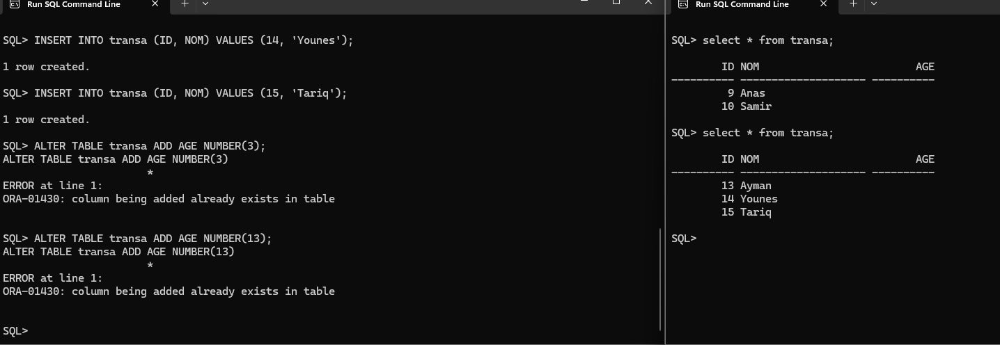 Run SQL Command Line
SQL> INSERT INTO transa (ID, NOM) VALUES (14, 'Younes');
1 row created.
SQL> INSERT INTO transa (ID, NOM) VALUES (15, 'Tariq');
1 row created.
SQL> ALTER TABLE transa ADD AGE NUMBER(3);
ALTER TABLE transa ADD AGE NUMBER(3)
*
ERROR at line 1:
ORA-01430: column being added already exists in table
SQL> ALTER TABLE transa ADD AGE NUMBER(13);
ALTER TABLE transa ADD AGE NUMBER(13)
*
ERROR at line 1:
ORA-01430: column being added already exists in table
SQL>
Run SQL Command Line
SQL> select * from transa;
ID NOM AGE
---------- -------------------- ----------
9 Anas
10 Samir
SQL> select * from transa;
ID NOM AGE
---------- -------------------- ----------
13 Ayman
14 Younes
15 Tariq
SQL>